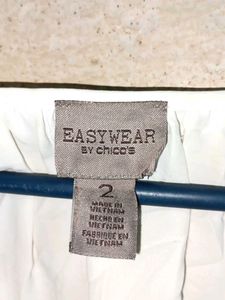 EASYWEAR
BY CHICO'S
2
MADE IN
VIETNAM
HECHO EN
VIETNAM
FABRIQUÉ EN
VIETNAM